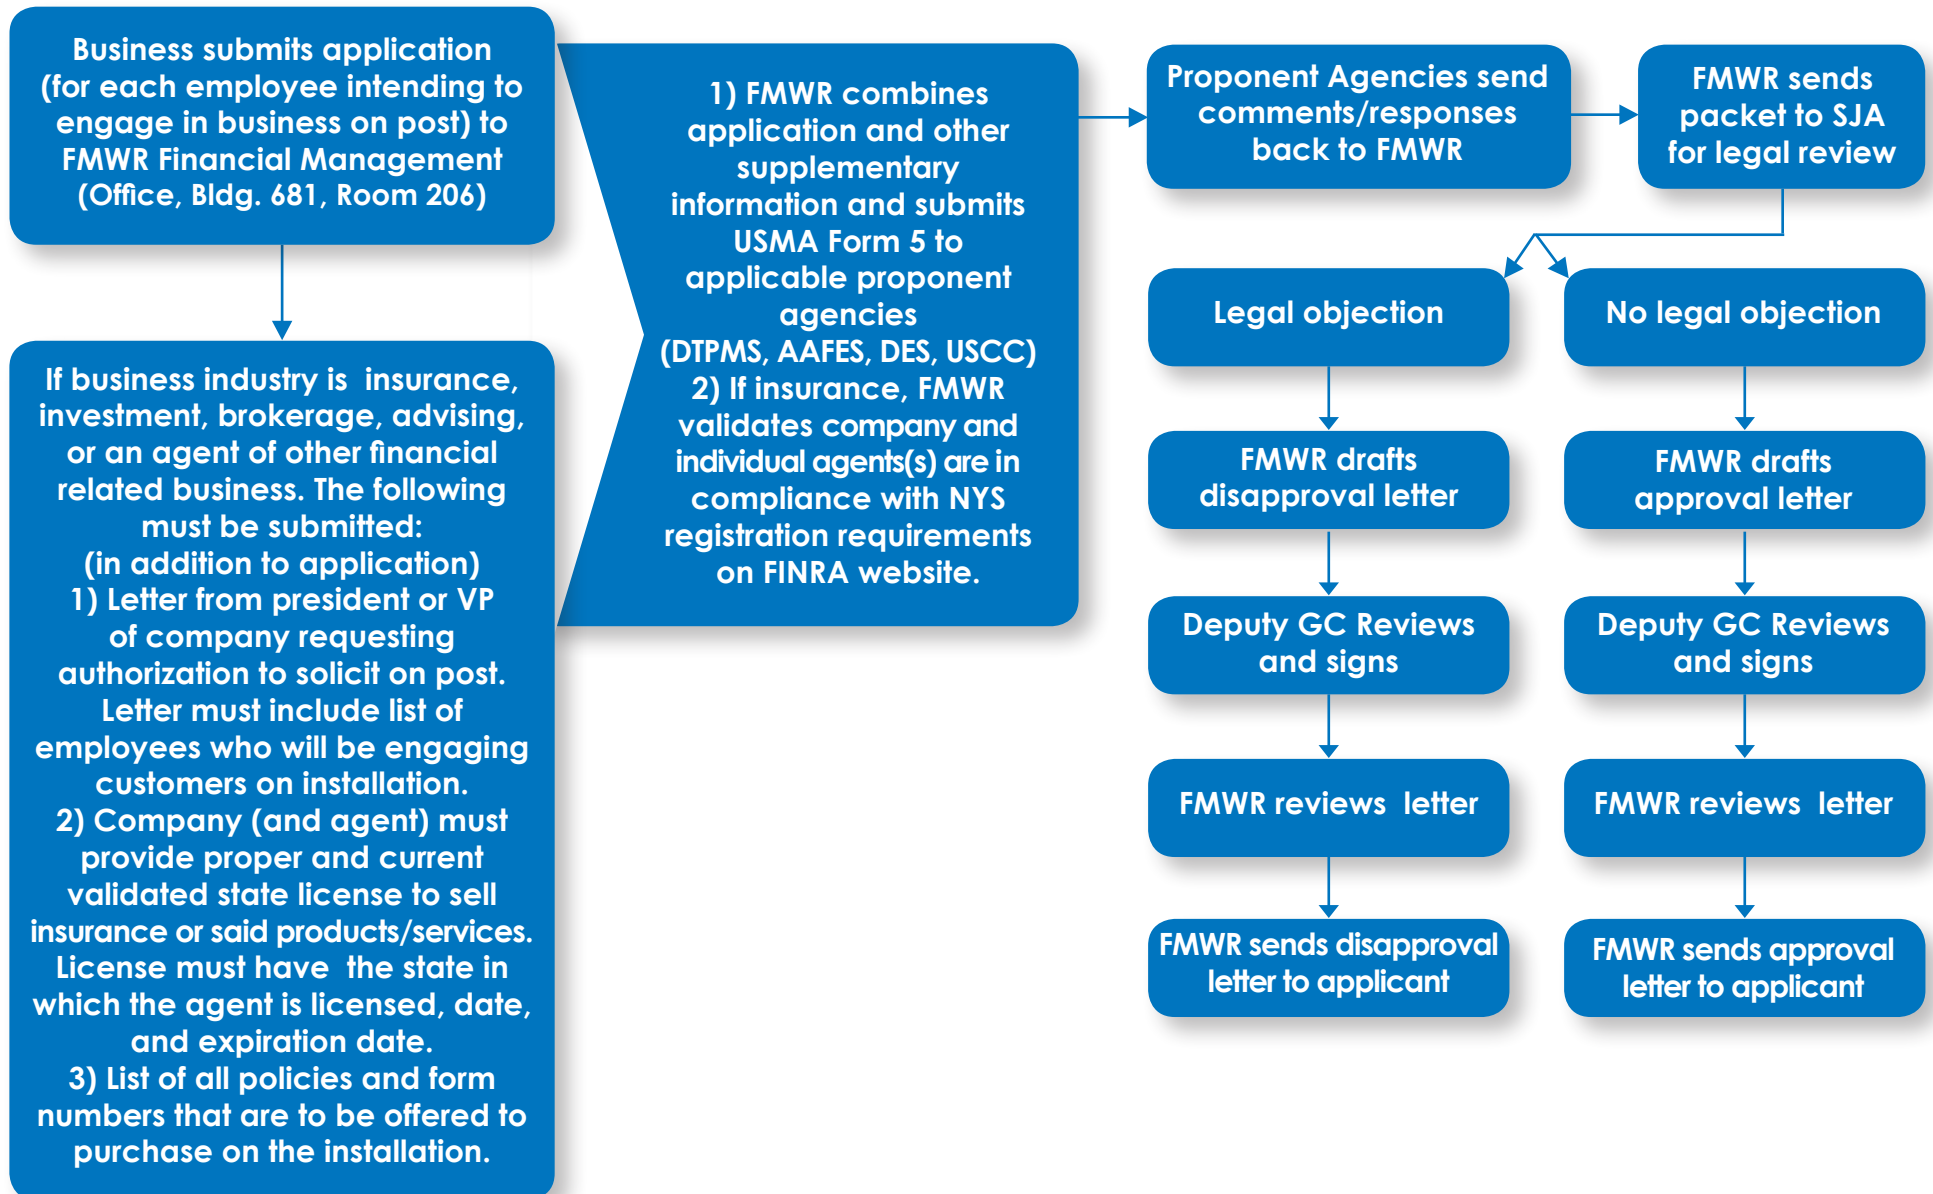 Business submits application
(for each employee intending to
engage in business on post) to
FMWR Financial Management
(Office, Bldg. 681, Room 206)
If business industry is insurance,
investment, brokerage, advising,
or an agent of other financial
related business. The following
must be submitted:
(in addition to application)
1) Letter from president or VP
of company requesting
authorization to solicit on post.
Letter must include list of
employees who will be engaging
customers on installation.
2) Company (and agent) must
provide proper and current
validated state license to sell
insurance or said products/services.
License must have the state in
which the agent is licensed, date,
and expiration date.
3) List of all policies and form
numbers that are to be offered to
purchase on the installation.
1) FMWR combines
application and other
supplementary
information and submits
USMA Form 5 to
applicable proponent
agencies
(DTPMS, AAFES, DES, USCC)
2) If insurance, FMWR
validates company and
individual agents(s) are in
compliance with NYS
registration requirements
on FINRA website.
Proponent Agencies send
comments/responses
back to FMWR
FMWR sends
packet to SJA
for legal review
Legal objection
FMWR drafts
disapproval letter
Deputy GC Reviews
and signs
FMWR reviews letter
FMWR sends disapproval
letter to applicant
No legal objection
FMWR drafts
approval letter
Deputy GC Reviews
and signs
FMWR reviews letter
FMWR sends approval
letter to applicant